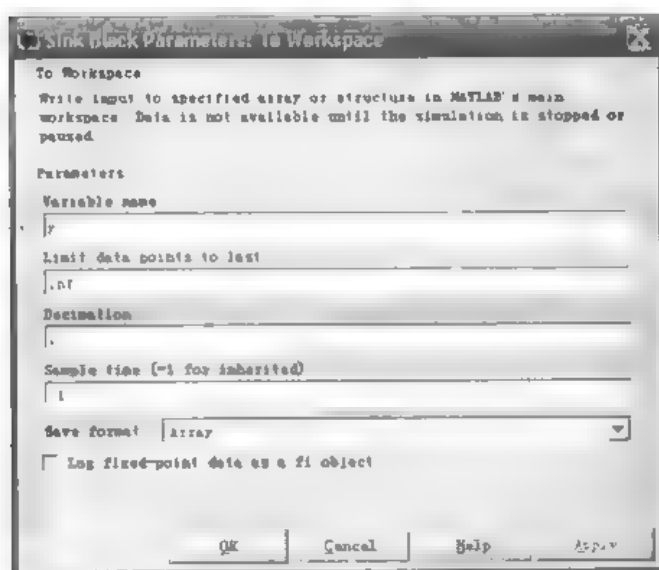 Sink Block Parameters: To Workspace
To Workspace
Write input to specified array or structure in MATLAB's main
workspace. Data is not available until the simulation is stopped or
paused.
Parameters
Variable name
y
Limit data points to last
inf
Decimation
Sample time (-1 for inherited)
Save format Array
Log fixed-point data as a fi object
OK Cancel Help Apply